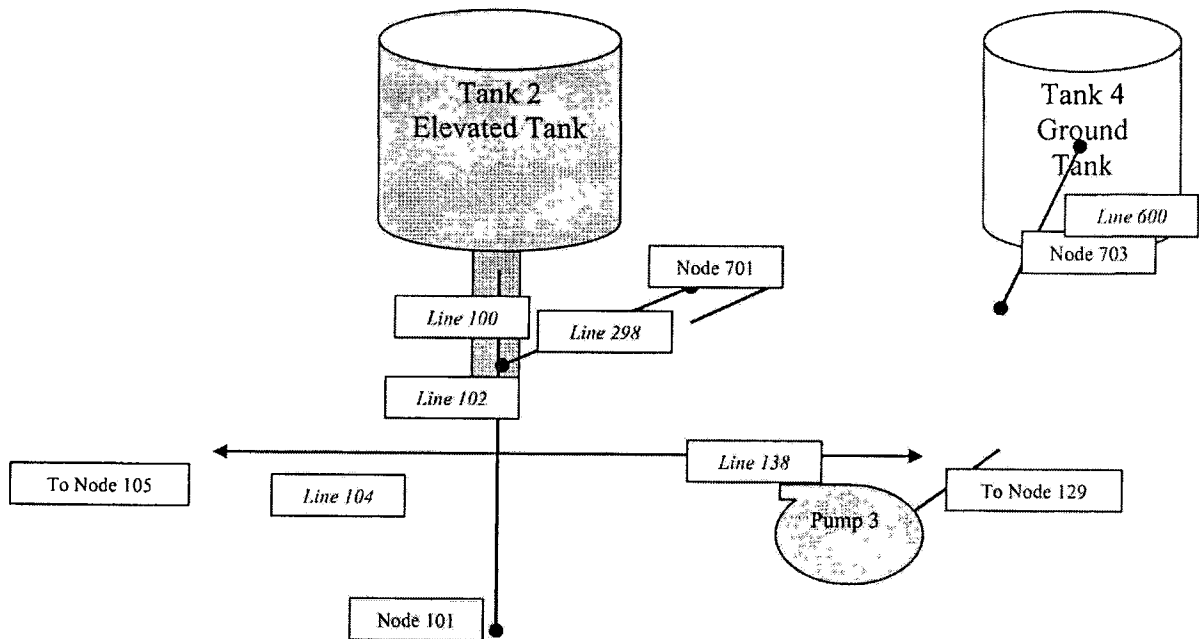 Tank 2
Elevated Tank
Tank 4
Ground
Tank
Line 600
Node 703
Node 701
Line 100
Line 298
Line 102
To Node 105
Line 104
Line 138
To Node 129
Pump 3
Node 101